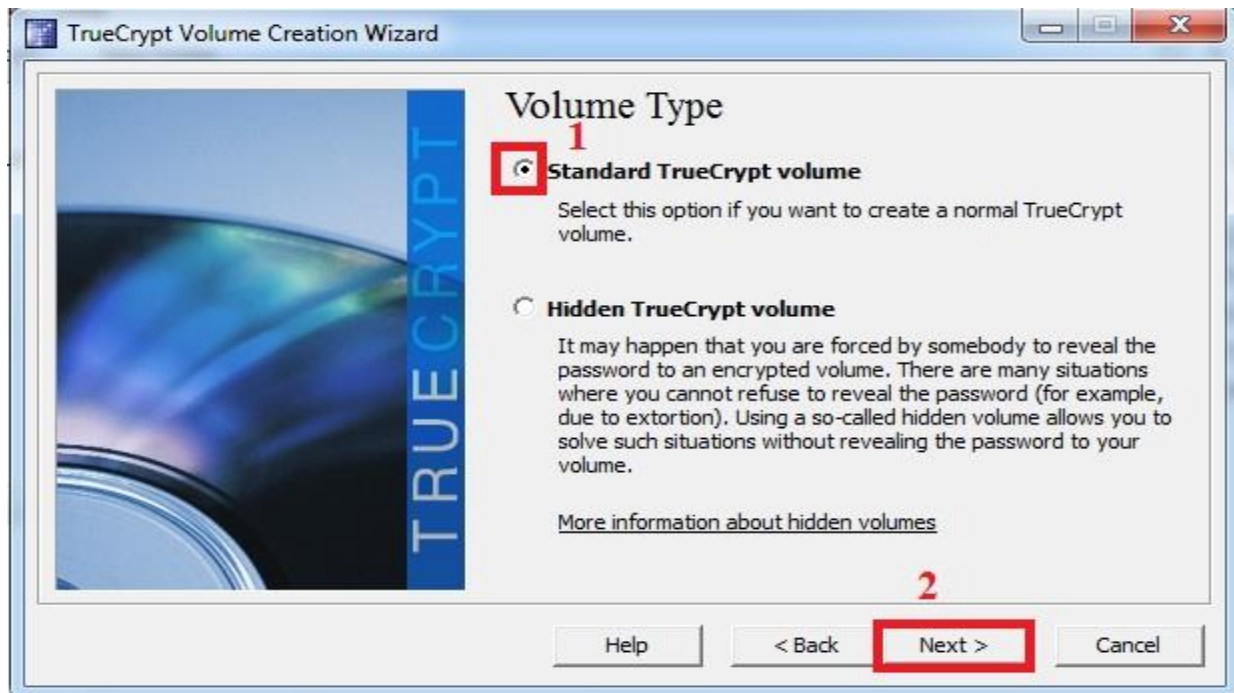 TrueCrypt Volume Creation Wizard
TRUECRYPT
Volume Type
1
Standard TrueCrypt volume
Select this option if you want to create a normal TrueCrypt
volume.
Hidden TrueCrypt volume
It may happen that you are forced by somebody to reveal the
password to an encrypted volume. There are many situations
where you cannot refuse to reveal the password (for example,
due to extortion). Using a so-called hidden volume allows you to
solve such situations without revealing the password to your
volume.
More information about hidden volumes
2
Help < Back Next > Cancel